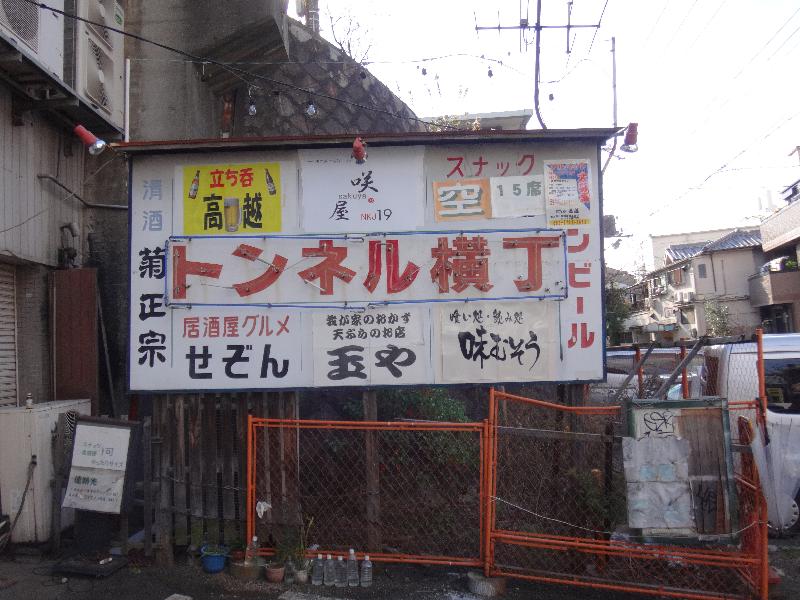 清酒
菊正宗
立ち呑
高越
咲
sakuya
屋
NKJ19
スナック
空
15席
ンビール
トンネル横丁
居酒屋グルメ
せぞん
我が家のおかず
天ぷらのお店
玉や
喰い処・飲み処
味むそう